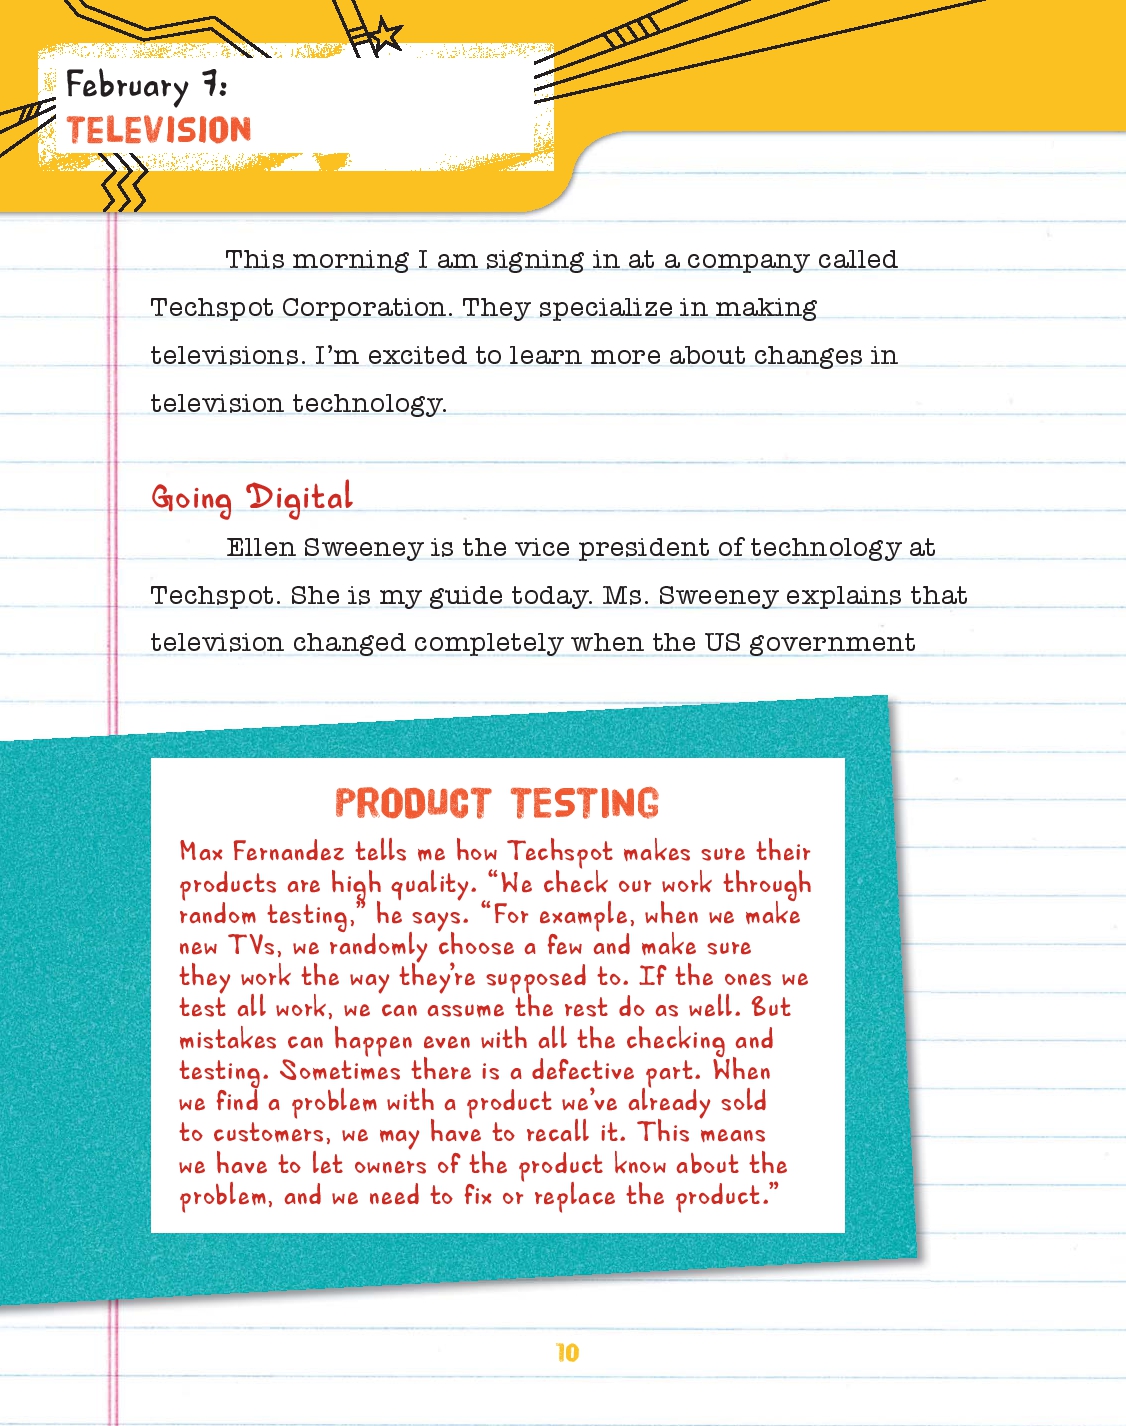 February 7:
TELEVISION
This morning I am signing in at a company called
Techspot Corporation. They specialize in making
televisions. I'm excited to learn more about changes in
television technology.
Going Digital
Ellen Sweeney is the vice president of technology at
Techspot. She is my guide today. Ms. Sweeney explains that
television changed completely when the US government
PRODUCT TESTING
Max Fernandez tells me how Techspot makes sure their
products are high quality. “We check our work through
random testing,” he says. “For example, when we make
new TVs, we randomly choose a few and make sure
they work the way they’re supposed to. If the ones we
test all work, we can assume the rest do as well. But
mistakes can happen even with all the checking and
testing. Sometimes there is a defective part. When
we find a problem with a product we’ve already sold
to customers, we may have to recall it. This means
we have to let owners of the product know about the
problem, and we need to fix or replace the product.”
10